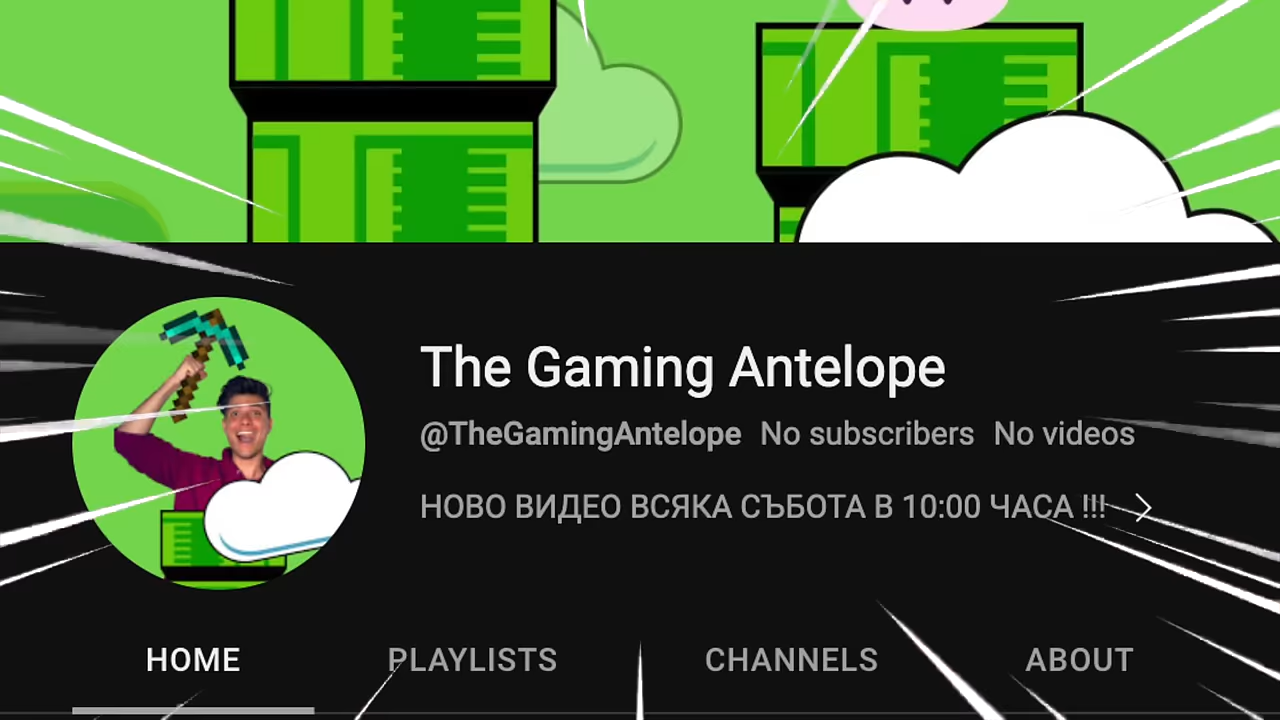 The Gaming Antelope
@TheGamingAntelope No subscribers No videos
НОВО ВИДЕО ВСЯКА СЪБОТА В 10:00 ЧАСА !!!
HOME PLAYLISTS CHANNELS ABOUT